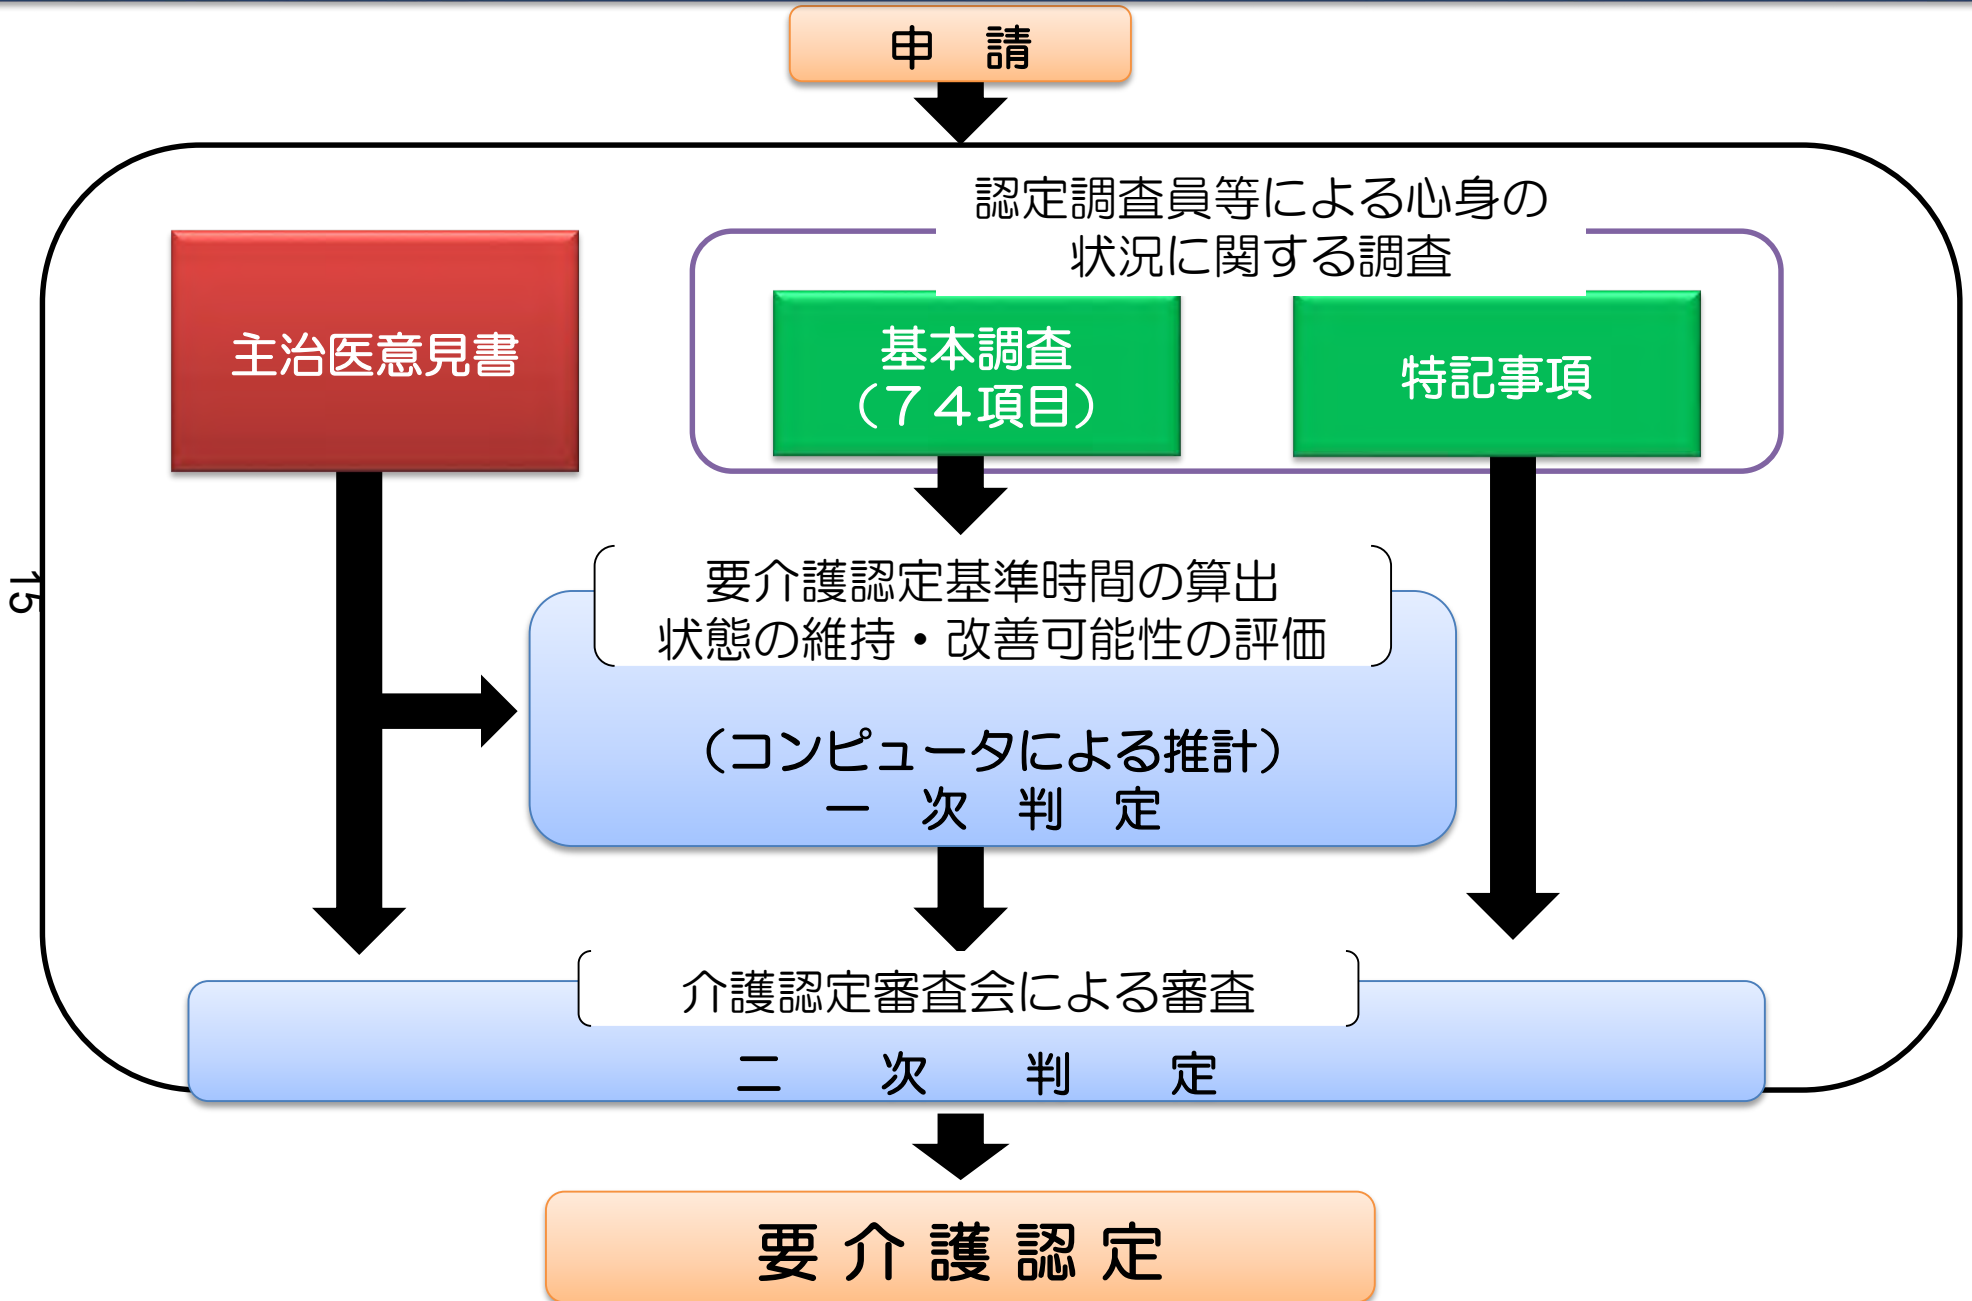 申　請
認定調査員等による心身の
状況に関する調査
主治医意見書
基本調査
（７４項目）
特記事項
要介護認定基準時間の算出
状態の維持・改善可能性の評価
（コンピュータによる推計）
一　次　判　定
介護認定審査会による審査
二　次　判　定
要介護認定
15